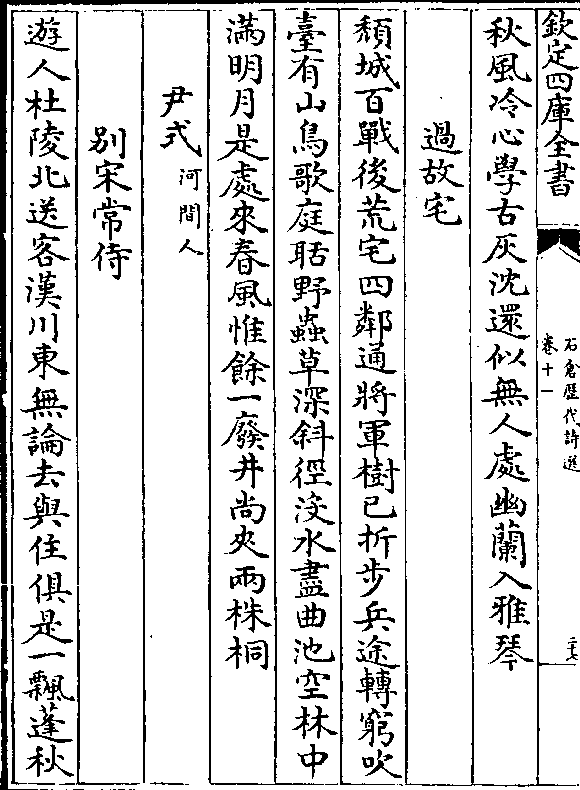 欽定四庫全書
石倉歷代詩選
卷十一
二十七
秋風冷心學古灰沈還似無人處幽蘭入雅琴
過故宅
頽城百戰後荒宅四鄰通將軍樹已折步兵途轉窮吹
臺有山鳥歌庭聒野蟲草深斜徑沒水盡曲池空林中
滿明月是處來春風惟餘一廢井尚夾兩株桐
尹式 河間人
別宋常侍
遊人杜陵北送客漢川東無論去與住俱是一飄蓬秋